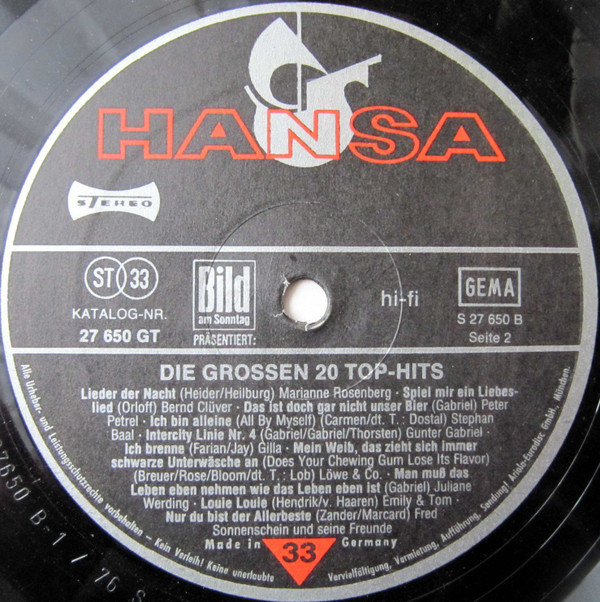 HANSA
STEREO
ST 33
KATALOG-NR.
27 650 GT
Bild
am Sonntag
PRÄSENTIERT:
hi-fi
GEMA
S 27 650 B
Seite 2
DIE GROSSEN 20 TOP-HITS
Lieder der Nacht (Heider/Heilburg) Marianne Rosenberg · Spiel mir ein Liebes-
lied (Orloff) Bernd Clüver · Das ist doch gar nicht unser Bier (Gabriel) Peter
Petrel · Ich bin alleine (All By Myself) (Carmen/dt. T.: Dostal) Stephan
Baal · Intercity Linie Nr. 4 (Gabriel/Gabriel/Thorsten) Gunter Gabriel ·
Ich brenne (Farian/Jay) Gilla · Mein Weib, das zieht sich immer
schwarze Unterwäsche an (Does Your Chewing Gum Lose Its Flavor)
(Breuer/Rose/Bloom/dt. T.: Lob) Löwe & Co. · Man muß das
Leben eben nehmen wie das Leben eben ist (Gabriel) Juliane
Werding · Louie Louie (Hendrik/v. Haaren) Emily & Tom ·
Nur du bist der Allerbeste (Zander/Marcard) Fred
Sonnenschein und seine Freunde
Made in Germany
33
Alle Urheber- und Leistungsschutzrechte vorbehalten – Kein Verleih! Keine unerlaubte Vervielfältigung, Vermietung, Aufführung, Sendung! Ariola-Eurodisc GmbH, München.
27650 B-1 / 76 S